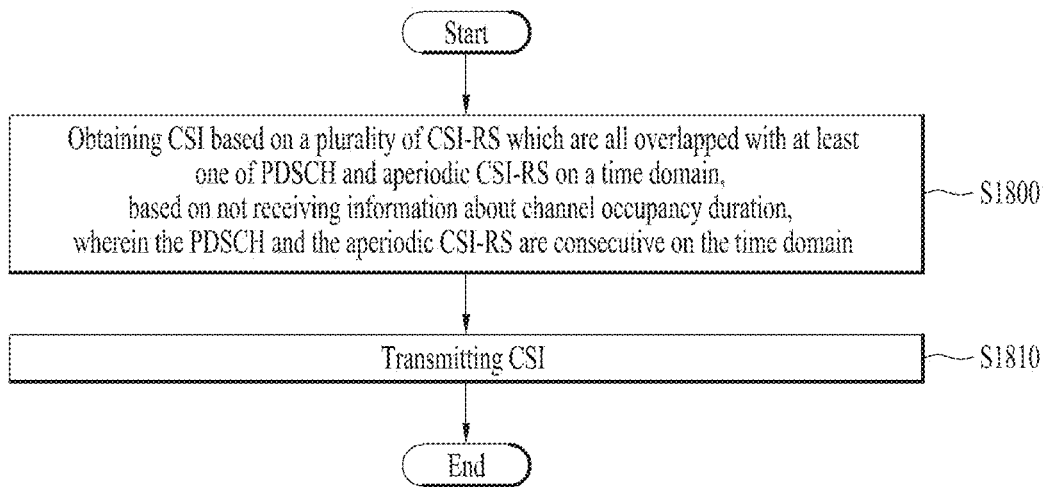 Start
Obtaining CSI based on a plurality of CSI-RS which are all overlapped with at least
one of PDSCH and aperiodic CSI-RS on a time domain,
based on not receiving information about channel occupancy duration,
wherein the PDSCH and the aperiodic CSI-RS are consecutive on the time domain
S1800
Transmitting CSI
S1810
End